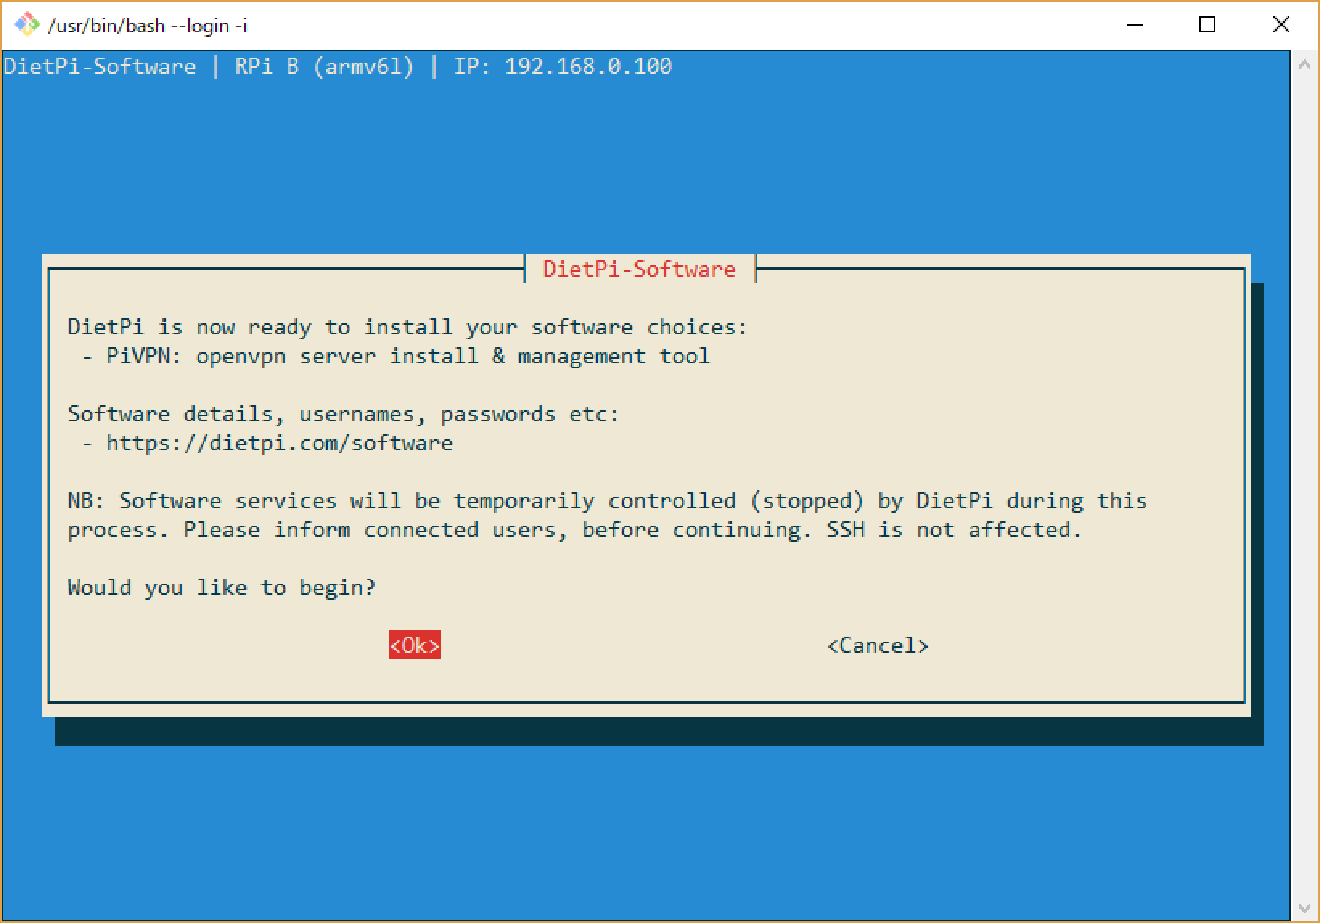 /usr/bin/bash --login -i
DietPi-Software | RPi B (armv6l) | IP: 192.168.0.100
DietPi-Software
DietPi is now ready to install your software choices:
- PiVPN: openvpn server install & management tool
Software details, usernames, passwords etc:
- https://dietpi.com/software
NB: Software services will be temporarily controlled (stopped) by DietPi during this
process. Please inform connected users, before continuing. SSH is not affected.
Would you like to begin?
<Ok> <Cancel>